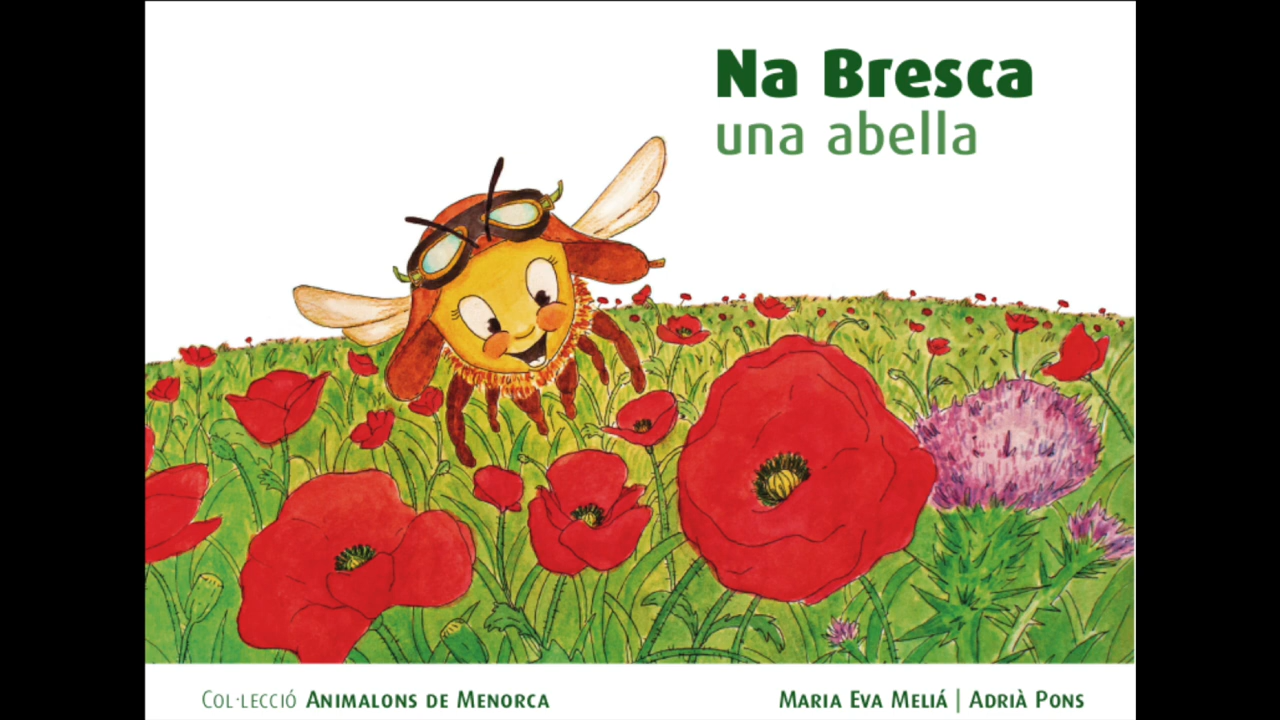 Na Bresca
una abella
Col·lecció Animalons de Menorca
Maria Eva Meliá | Adrià Pons